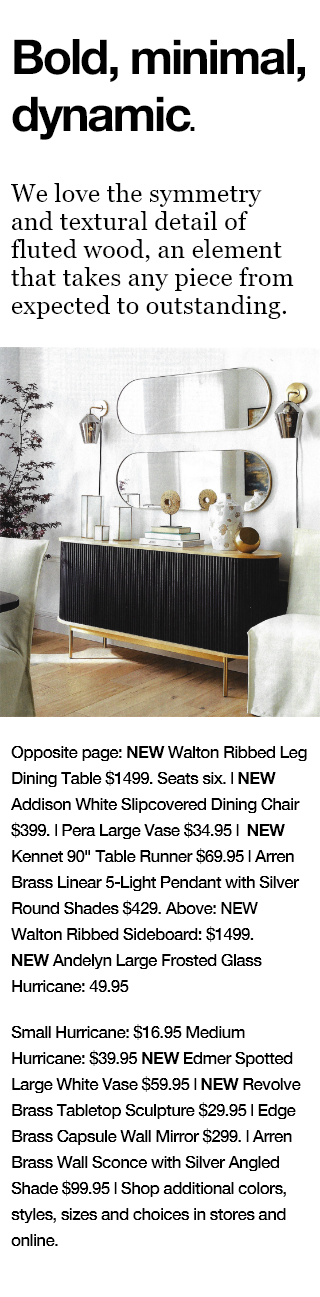 Bold, minimal,
dynamic.
We love the symmetry
and textural detail of
fluted wood, an element
that takes any piece from
expected to outstanding.
Opposite page: NEW Walton Ribbed Leg
Dining Table $1499. Seats six. | NEW
Addison White Slipcovered Dining Chair
$399. | Pera Large Vase $34.95 | NEW
Kennet 90" Table Runner $69.95 | Arren
Brass Linear 5-Light Pendant with Silver
Round Shades $429. Above: NEW
Walton Ribbed Sideboard: $1499.
NEW Andelyn Large Frosted Glass
Hurricane: 49.95
Small Hurricane: $16.95 Medium
Hurricane: $39.95 NEW Edmer Spotted
Large White Vase $59.95 | NEW Revolve
Brass Tabletop Sculpture $29.95 | Edge
Brass Capsule Wall Mirror $299. | Arren
Brass Wall Sconce with Silver Angled
Shade $99.95 | Shop additional colors,
styles, sizes and choices in stores and
online.